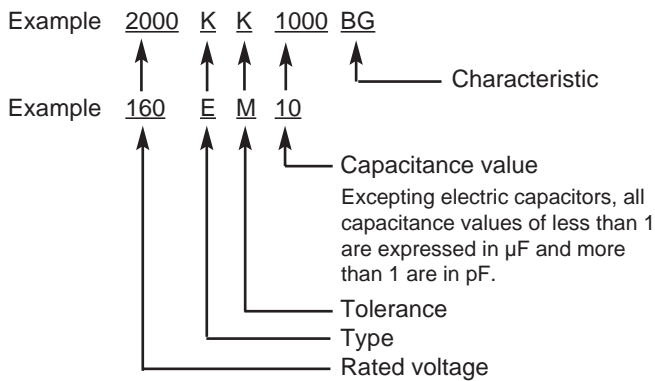 Example 2000 K K 1000 BG
Characteristic
Example 160 E M 10
Capacitance value
Excepting electric capacitors, all
capacitance values of less than 1
are expressed in µF and more
than 1 are in pF.
Tolerance
Type
Rated voltage